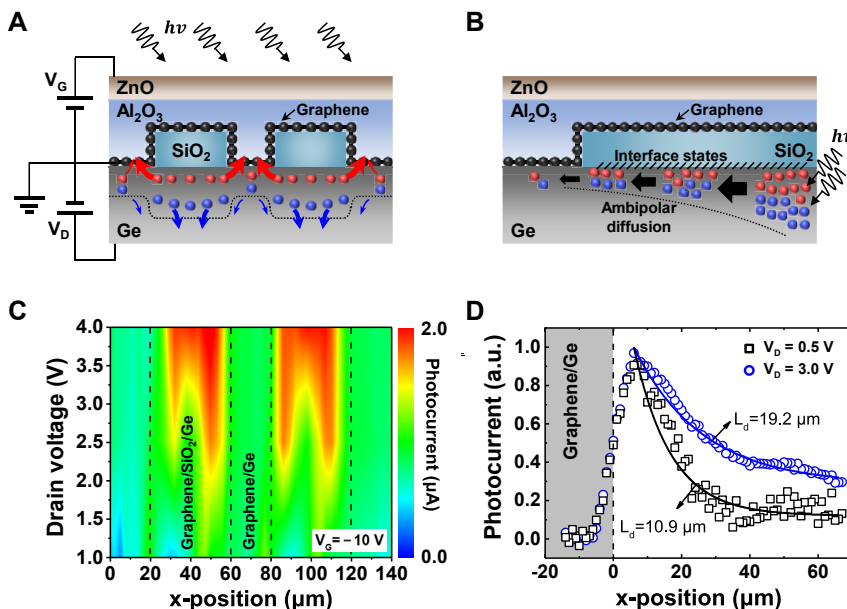 A
hν
V_G
ZnO
Al₂O₃
Graphene
SiO₂
V_D
Ge
B
ZnO
Al₂O₃
Graphene
hν
SiO₂
Interface states
Ambipolar
diffusion
Ge
C
Drain voltage (V)
4.0
3.5
3.0
2.5
2.0
1.5
1.0
Graphene/SiO₂/Ge
Graphene/Ge
V_G= − 10 V
0 20 40 60 80 100 120 140
x-position (μm)
2.0
0.0
Photocurrent (μA)
D
Photocurrent (a.u.)
1.0
0.8
0.6
0.4
0.2
0.0
Graphene/Ge
V_D = 0.5 V
V_D = 3.0 V
L_d=19.2 μm
L_d=10.9 μm
-20 0 20 40 60
x-position (μm)